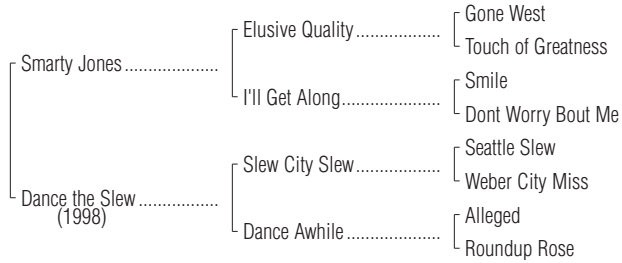 Gone West
Elusive Quality..................
Touch of Greatness
Smarty Jones....................
Smile
I'll Get Along.....................
Dont Worry Bout Me
Seattle Slew
Slew City Slew..................
Weber City Miss
Dance the Slew.................
(1998)
Alleged
Dance Awhile....................
Roundup Rose